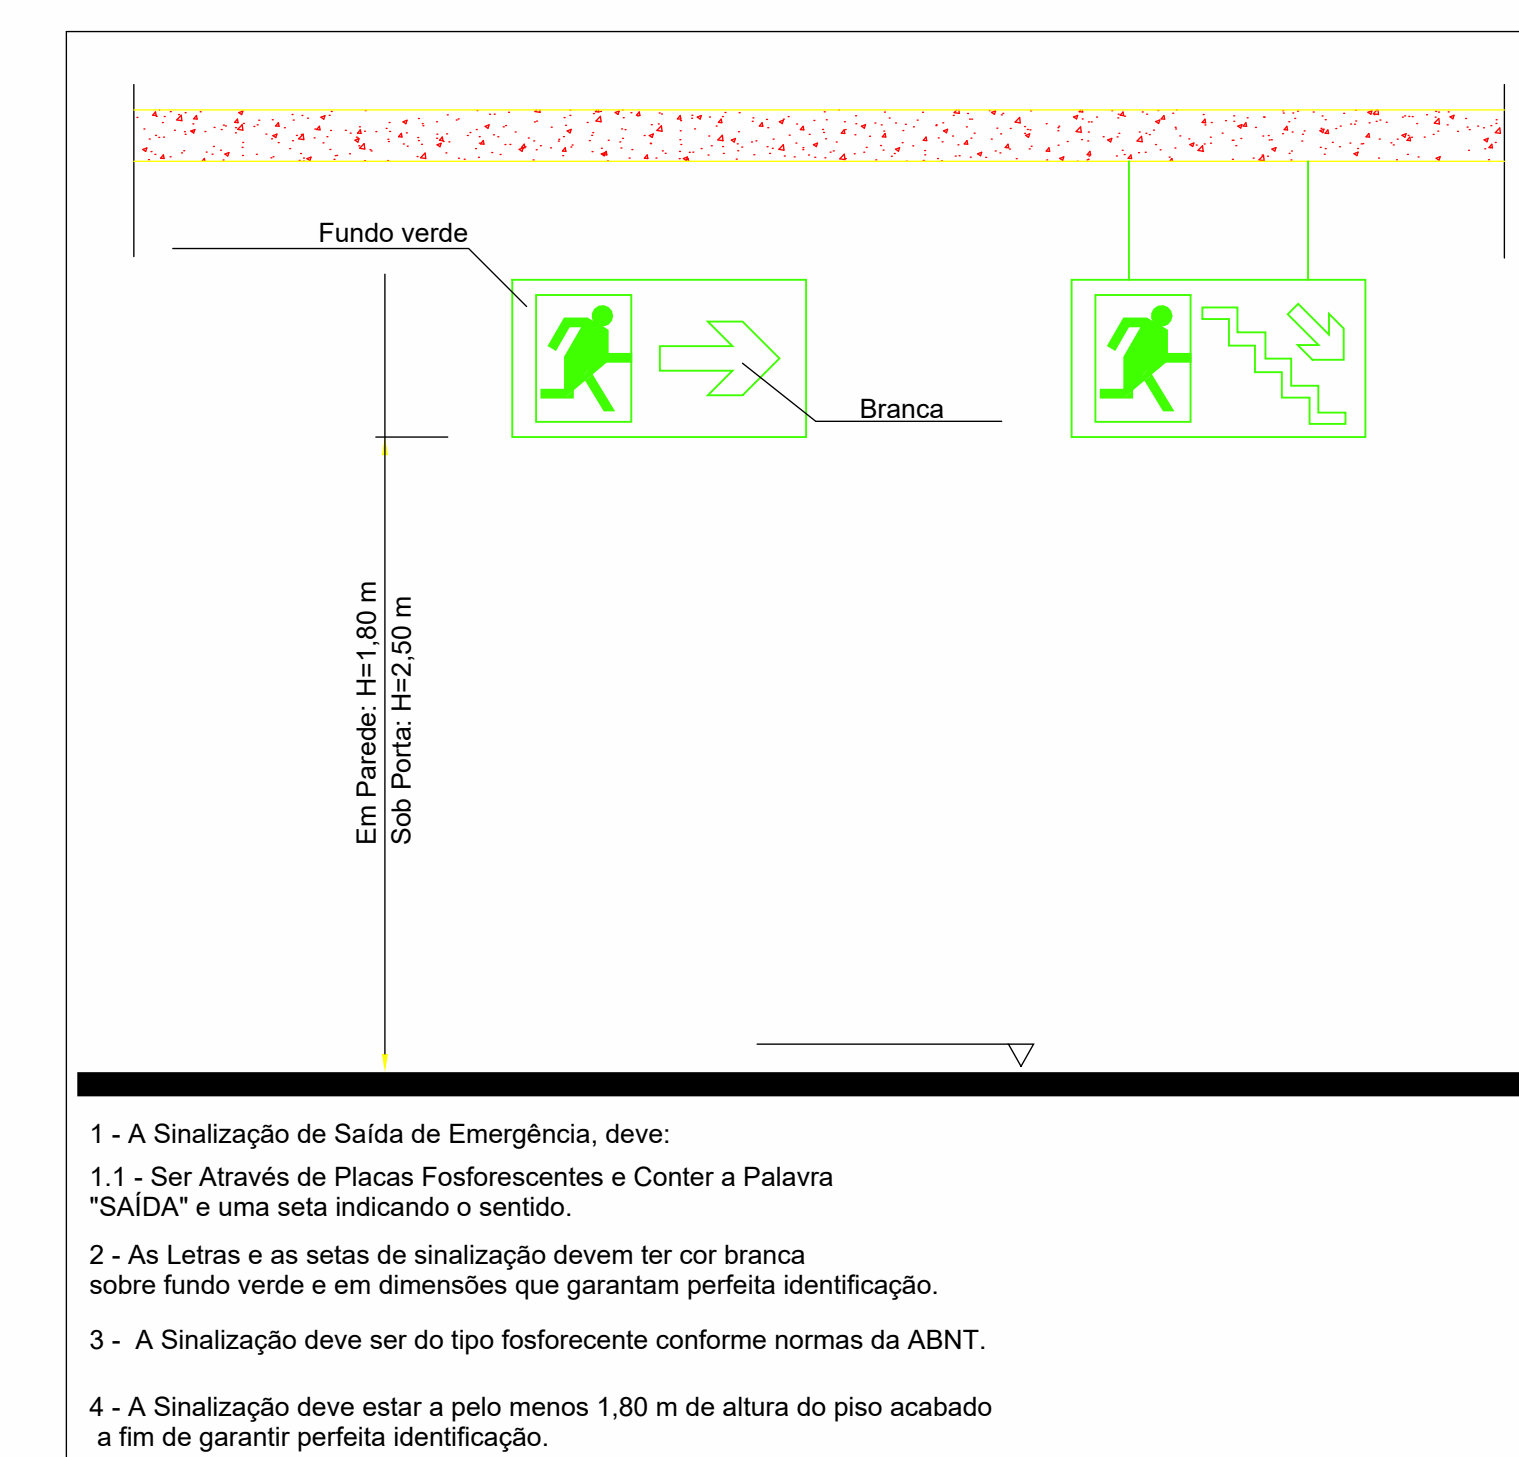 Fundo verde
Branca
Em Parede: H=1,80 m
Sob Porta: H=2,50 m
1 - A Sinalização de Saída de Emergência, deve:
1.1 - Ser Através de Placas Fosforescentes e Conter a Palavra
"SAÍDA" e uma seta indicando o sentido.
2 - As Letras e as setas de sinalização devem ter cor branca
sobre fundo verde e em dimensões que garantam perfeita identificação.
3 - A Sinalização deve ser do tipo fosforecente conforme normas da ABNT.
4 - A Sinalização deve estar a pelo menos 1,80 m de altura do piso acabado
a fim de garantir perfeita identificação.